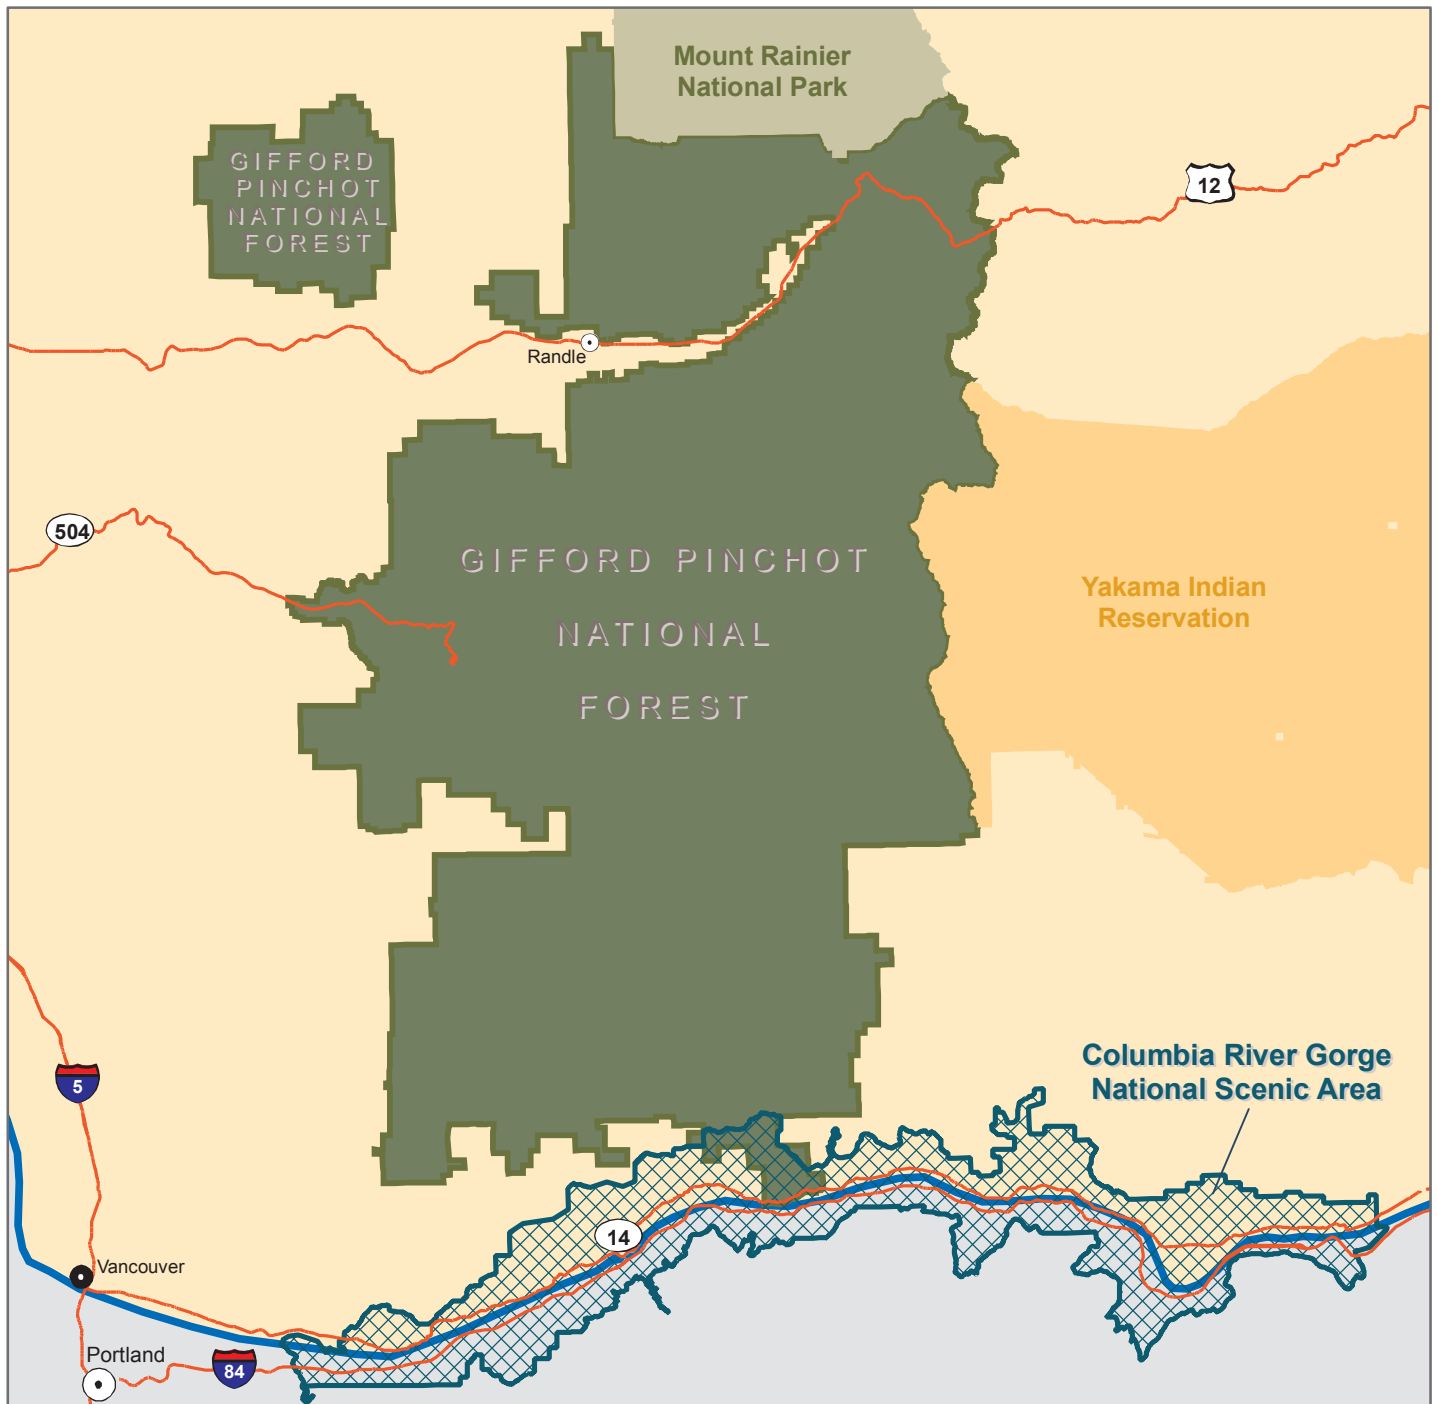 Mount Rainier
National Park
GIFFORD
PINCHOT
NATIONAL
FOREST
12
Randle
504
GIFFORD PINCHOT
NATIONAL
FOREST
Yakama Indian
Reservation
Columbia River Gorge
National Scenic Area
5
14
Vancouver
Portland
84